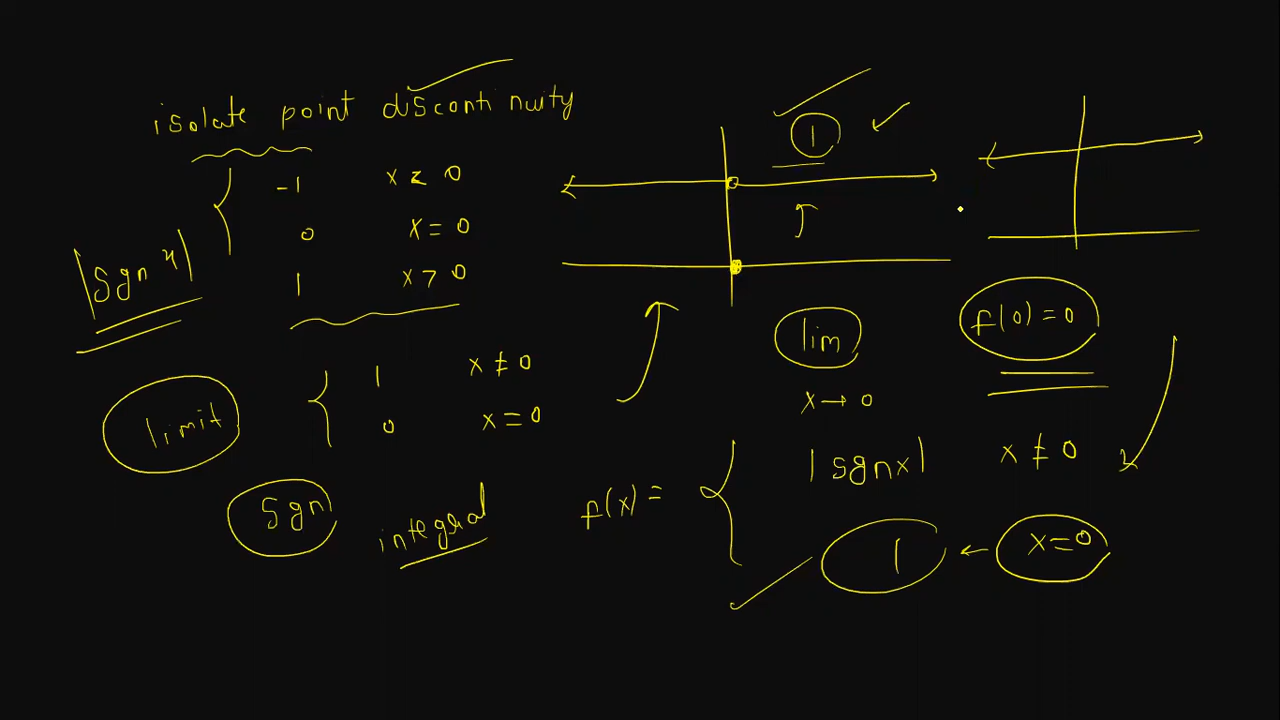 isolate point discontinuity
-1 x < 0
0 x = 0
1 x > 0
|Sgn x|
1 x ≠ 0
0 x = 0
limit
Sgn
integral
1
lim
x → 0
f(0) = 0
f(x) =
|sgnx| x ≠ 0
1 ← x=0